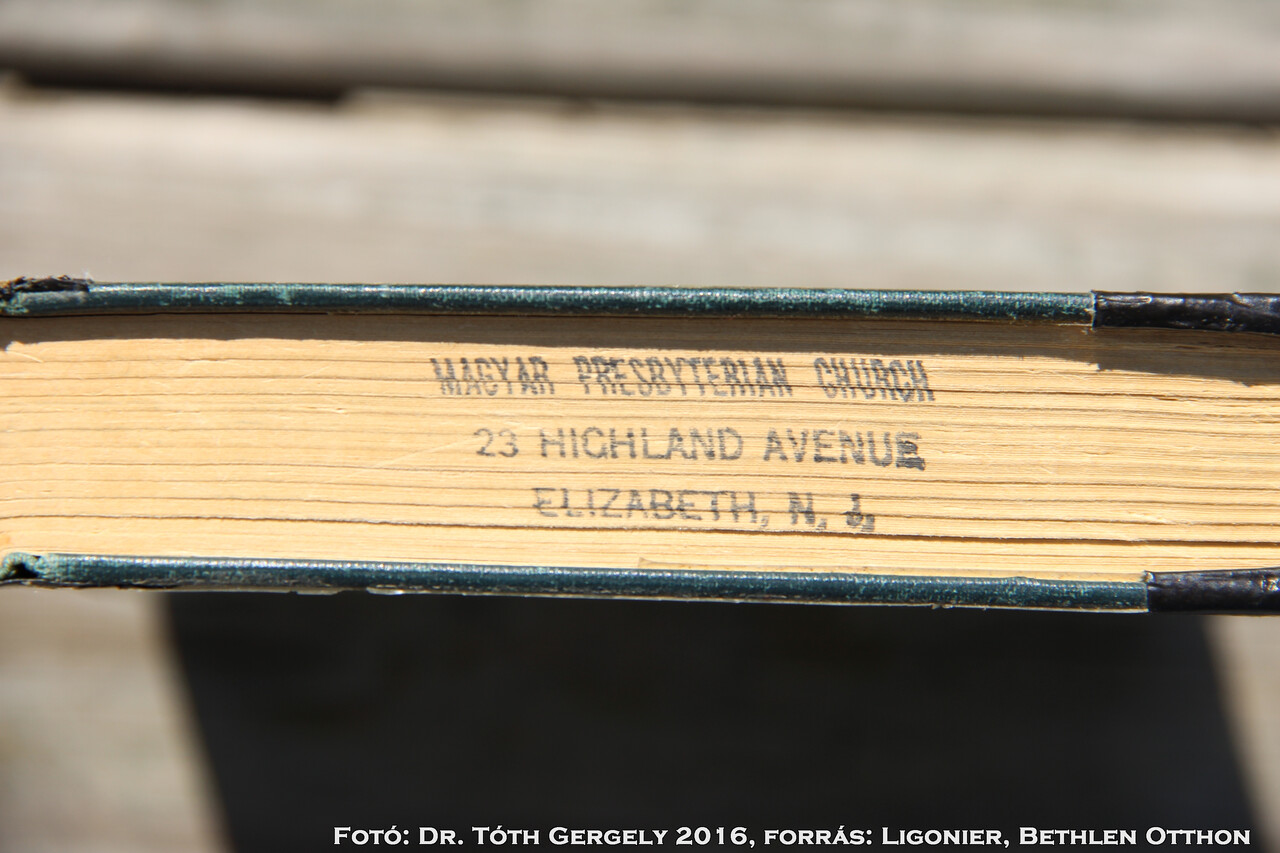 MAGYAR PRESBYTERIAN CHURCH
23 HIGHLAND AVENUE
ELIZABETH, N. J.
Fotó: Dr. Tóth Gergely 2016, forrás: Ligonier, Bethlen Otthon